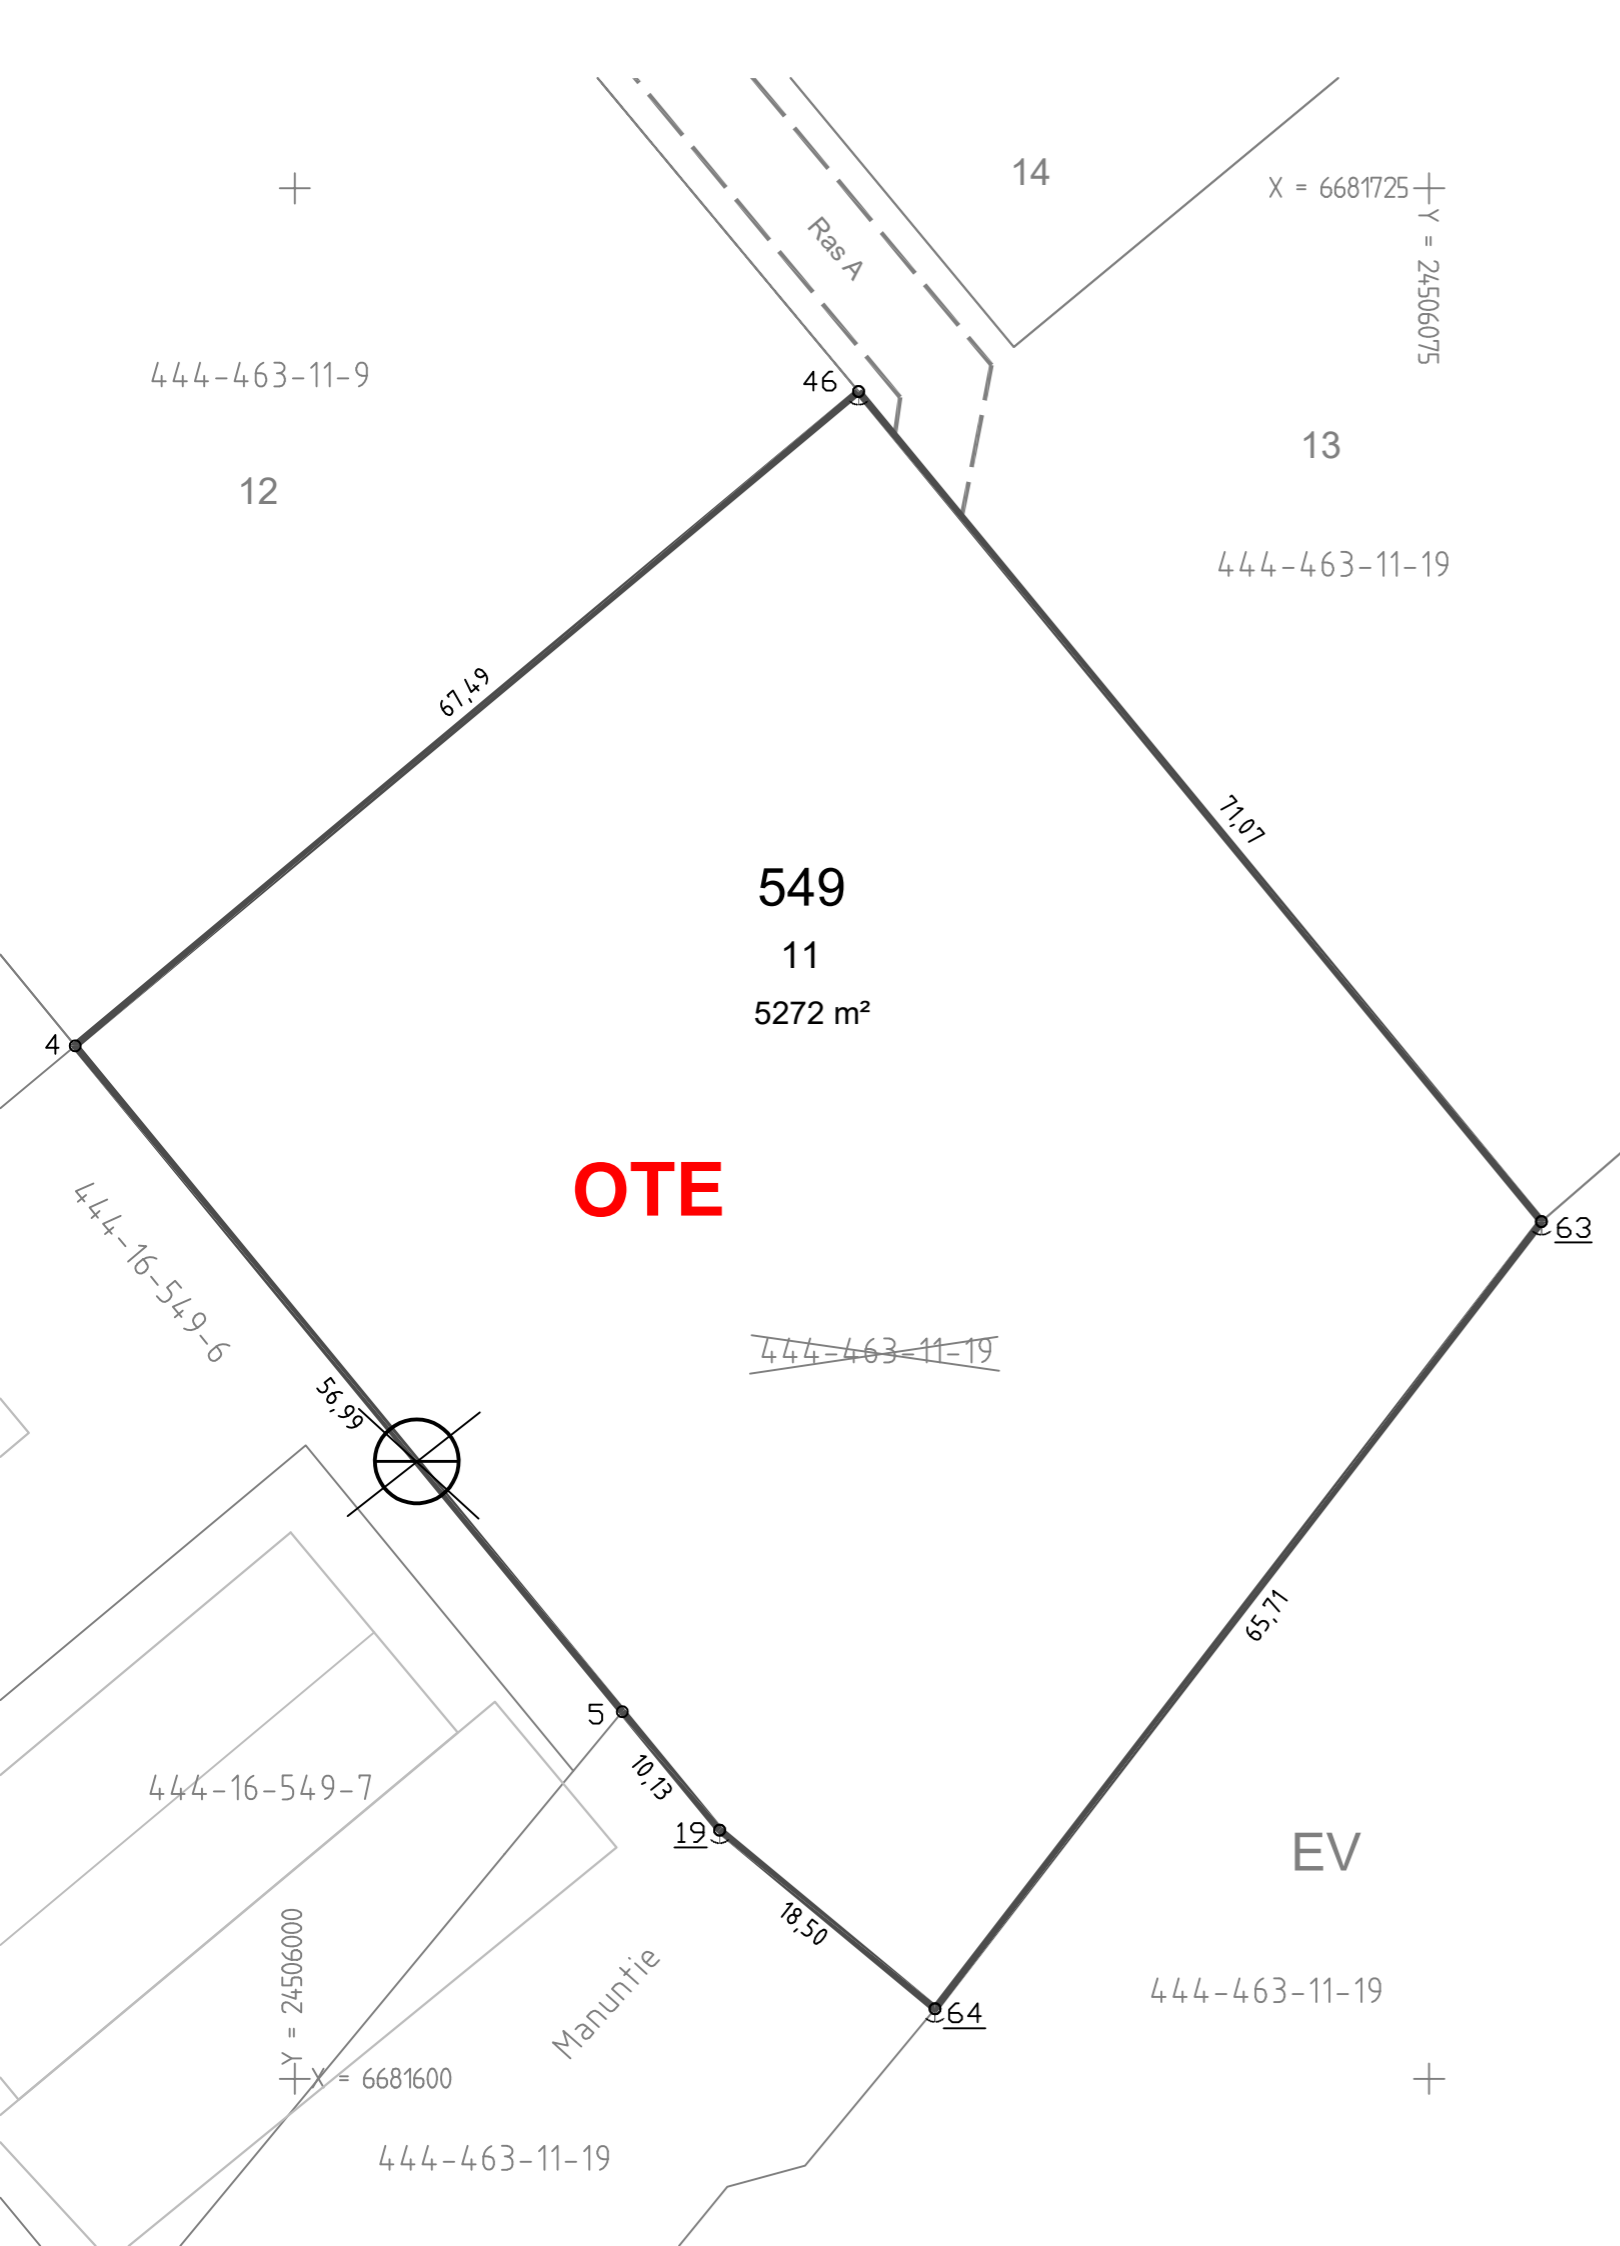 14
X = 6681725
Y = 24506075
Ras A
444-463-11-9
46
13
12
444-463-11-19
67,49
71,07
549
11
5272 m²
4
OTE
444-16-549-6
63
444-463-11-19
56,99
65,71
5
10,13
444-16-549-7
19
EV
18,50
Y = 24506000
Manuntie
444-463-11-19
64
X = 6681600
444-463-11-19